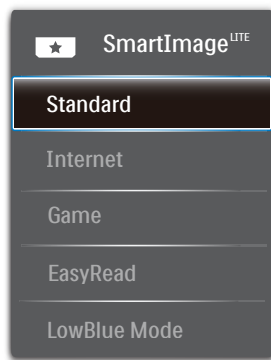 SmartImage LITE
Standard
Internet
Game
EasyRead
LowBlue Mode